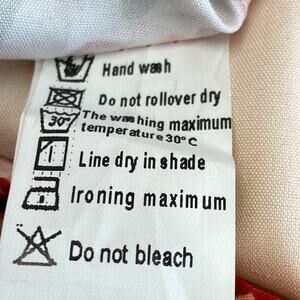 Hand wash
Do not rollover dry
The washing maximum
30°
temperature 30°C
Line dry in shade
Ironing maximum
Do not bleach